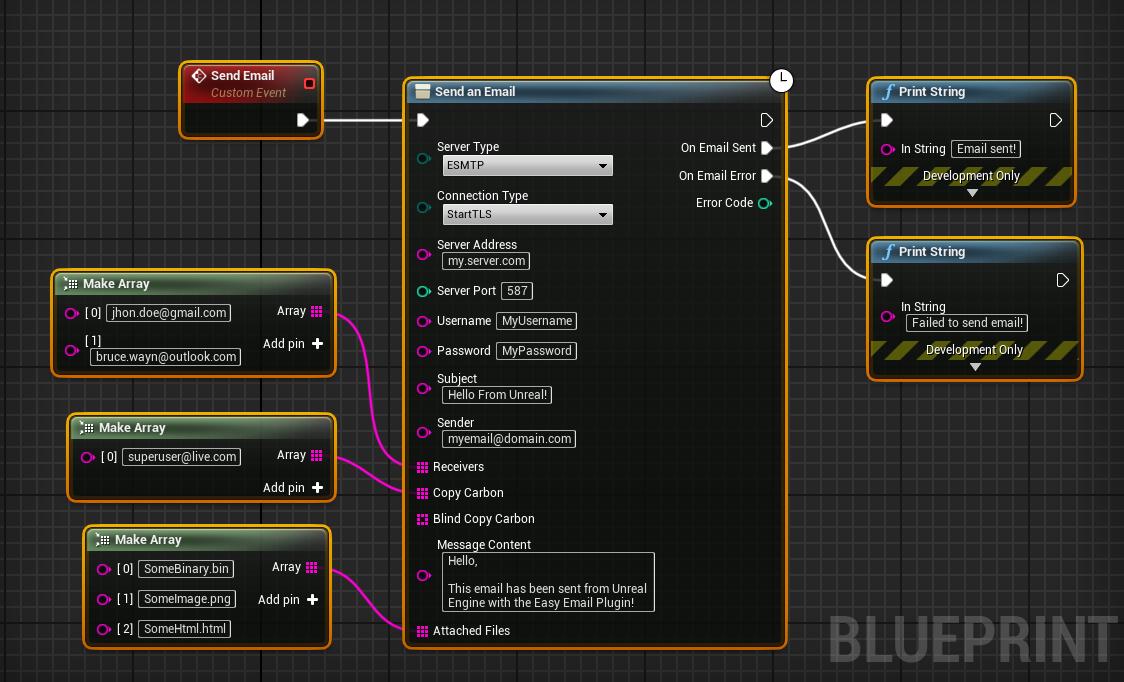 Send Email
Custom Event
Send an Email
Server Type
ESMTP
Connection Type
StartTLS
Server Address
my.server.com
Server Port 587
Username MyUsername
Password MyPassword
Subject
Hello From Unreal!
Sender
myemail@domain.com
Receivers
Copy Carbon
Blind Copy Carbon
Message Content
Hello,
This email has been sent from Unreal
Engine with the Easy Email Plugin!
Attached Files
On Email Sent
On Email Error
Error Code
Print String
In String Email sent!
Development Only
Print String
In String
Failed to send email!
Development Only
Make Array
[0] jhon.doe@gmail.com Array
[1]
bruce.wayn@outlook.com
Add pin +
Make Array
[0] superuser@live.com Array
Add pin +
Make Array
[0] SomeBinary.bin Array
[1] SomeImage.png Add pin +
[2] SomeHtml.html
BLUEPRINT